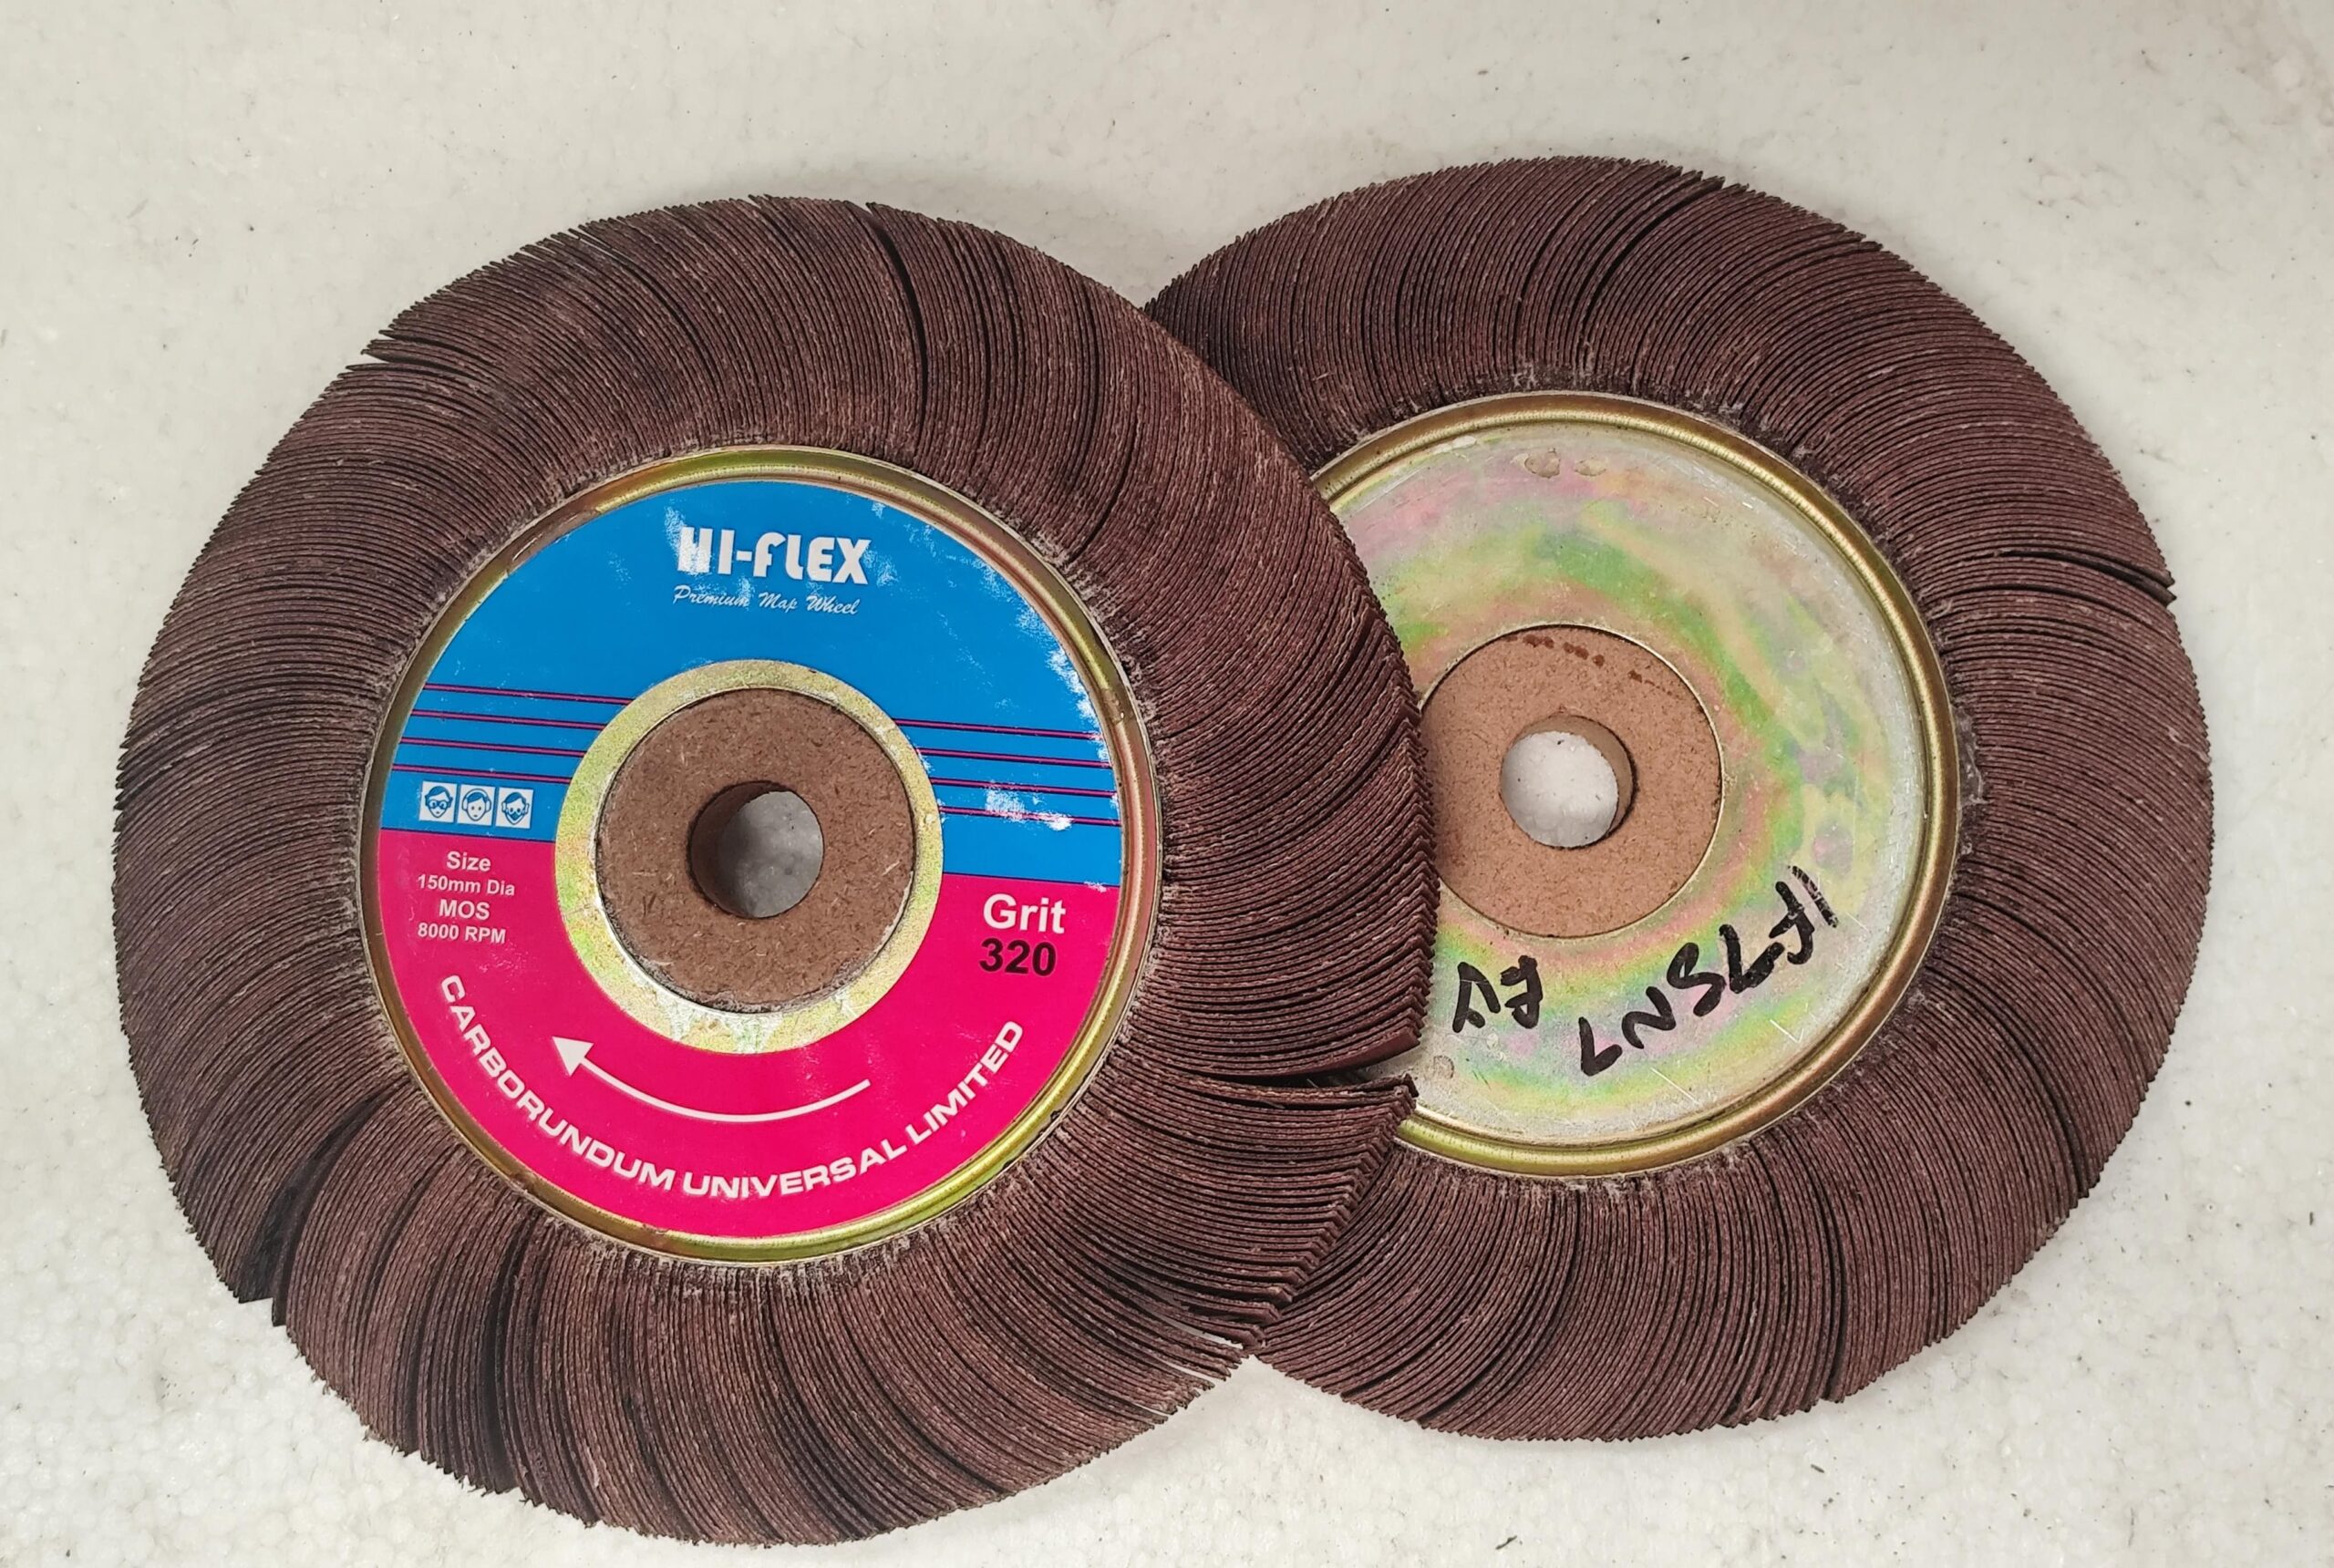 HI-FLEX
Premium Map Wheel
Size
150mm Dia
MOS
8000 RPM
Grit
320
CARBORUNDUM UNIVERSAL LIMITED